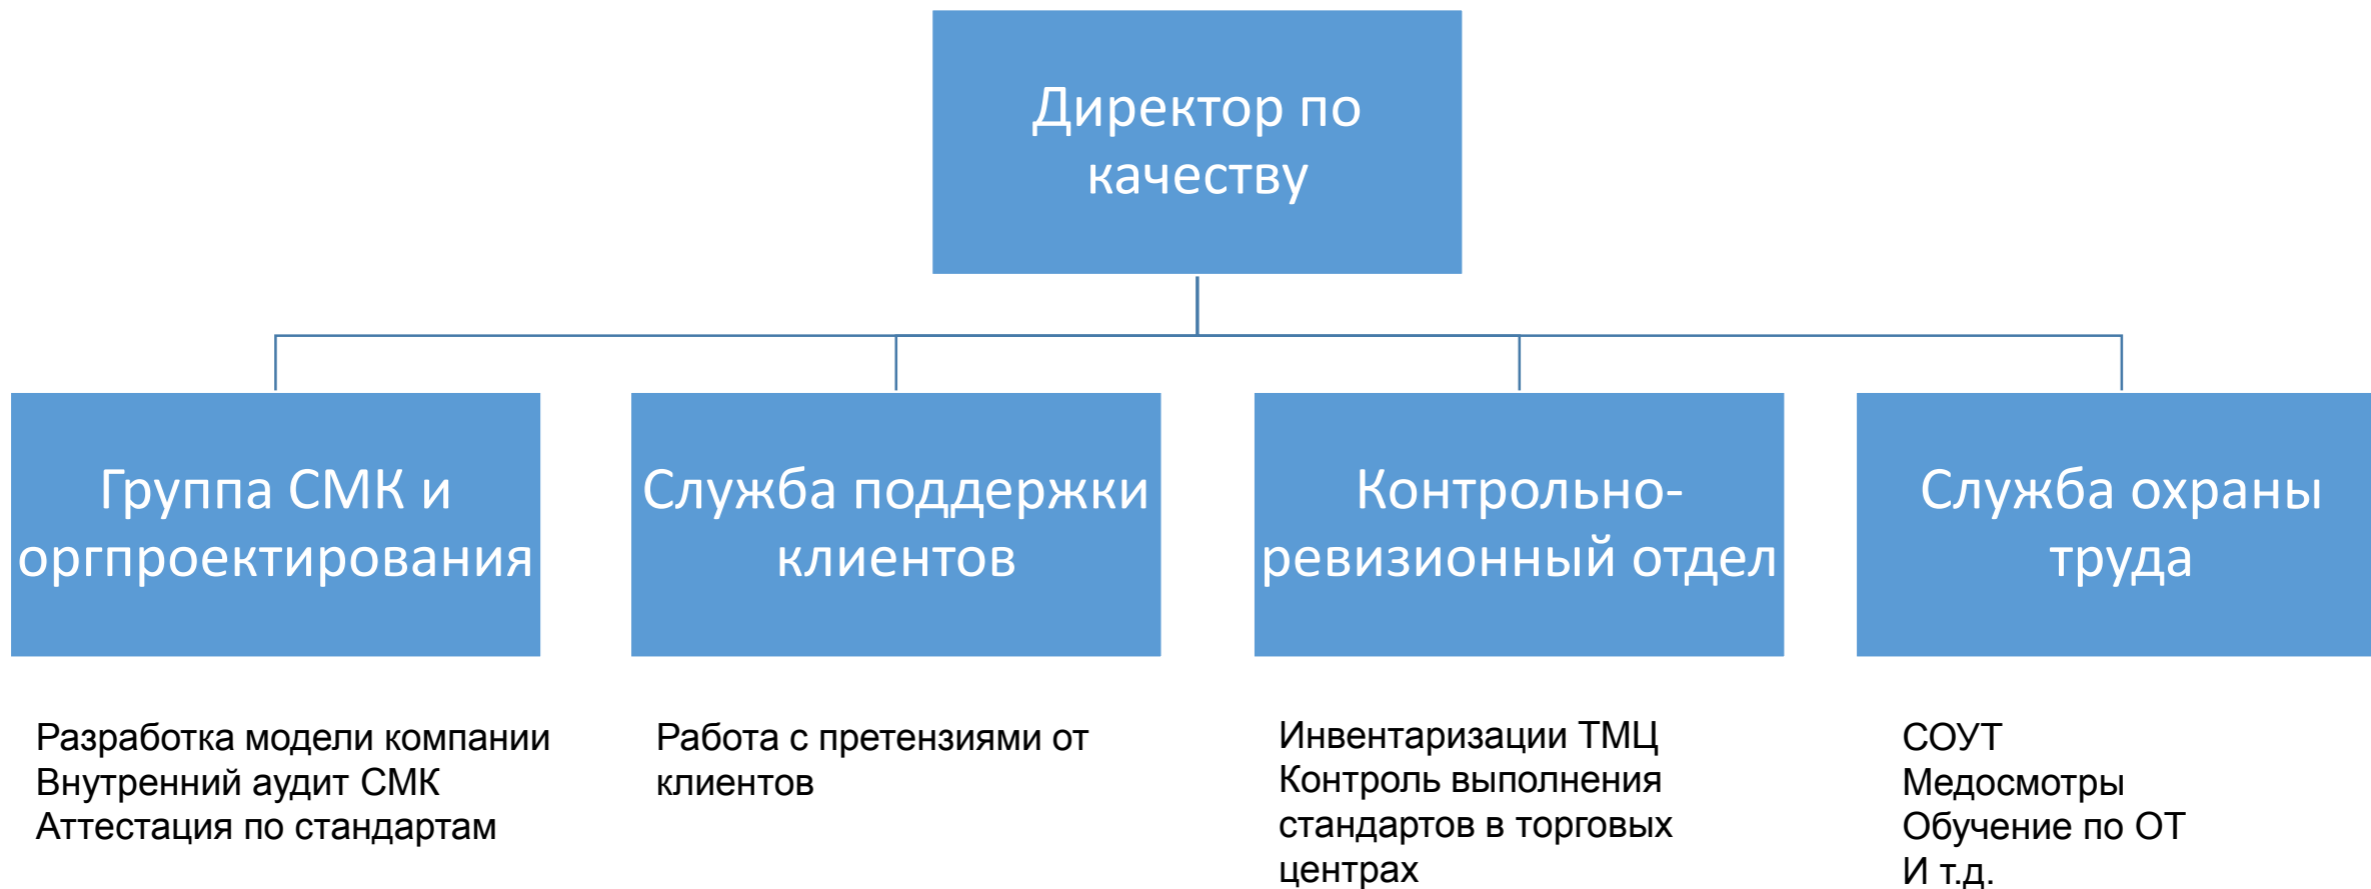 Директор по
качеству
Группа СМК и
оргпроектирования
Служба поддержки
клиентов
Контрольно-
ревизионный отдел
Служба охраны
труда
Разработка модели компании
Внутренний аудит СМК
Аттестация по стандартам
Работа с претензиями от
клиентов
Инвентаризации ТМЦ
Контроль выполнения
стандартов в торговых
центрах
СОУТ
Медосмотры
Обучение по ОТ
И т.д.